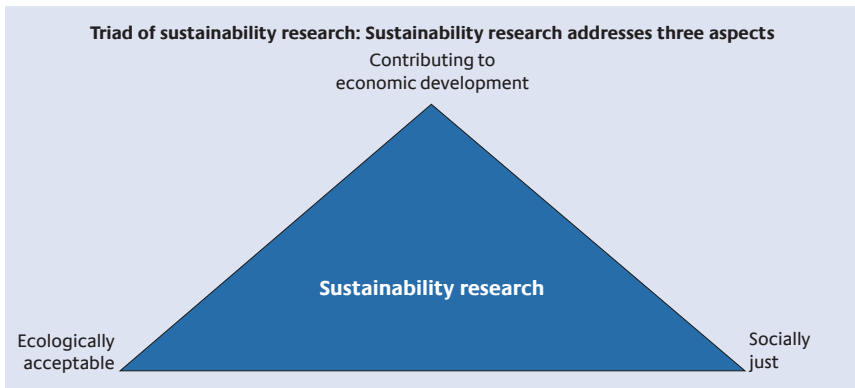 Triad of sustainability research: Sustainability research addresses three aspects
Contributing to
economic development
Sustainability research
Ecologically
acceptable
Socially
just